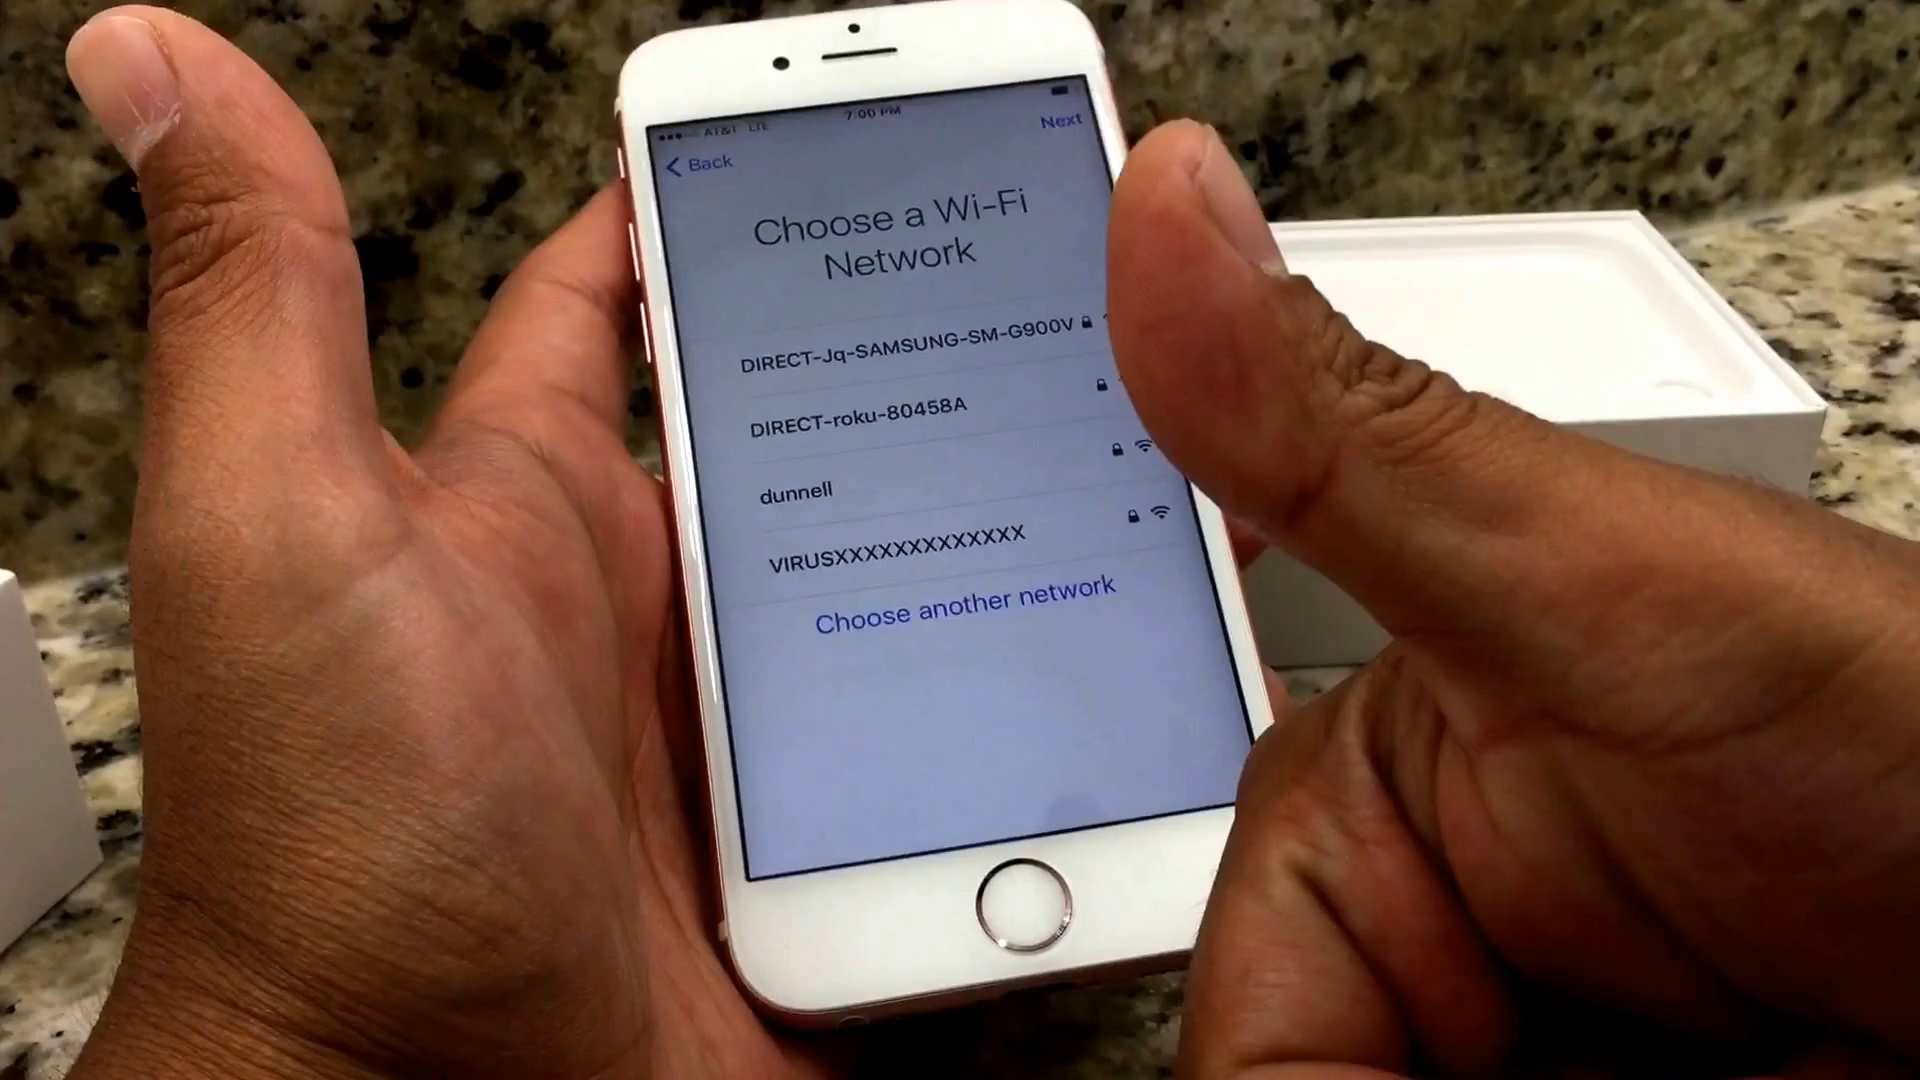 AT&T LTE 7:00 PM
Back Next
Choose a Wi-Fi
Network
DIRECT-Jq-SAMSUNG-SM-G900V
DIRECT-roku-80458A
dunnell
VIRUSXXXXXXXXXXXXX
Choose another network